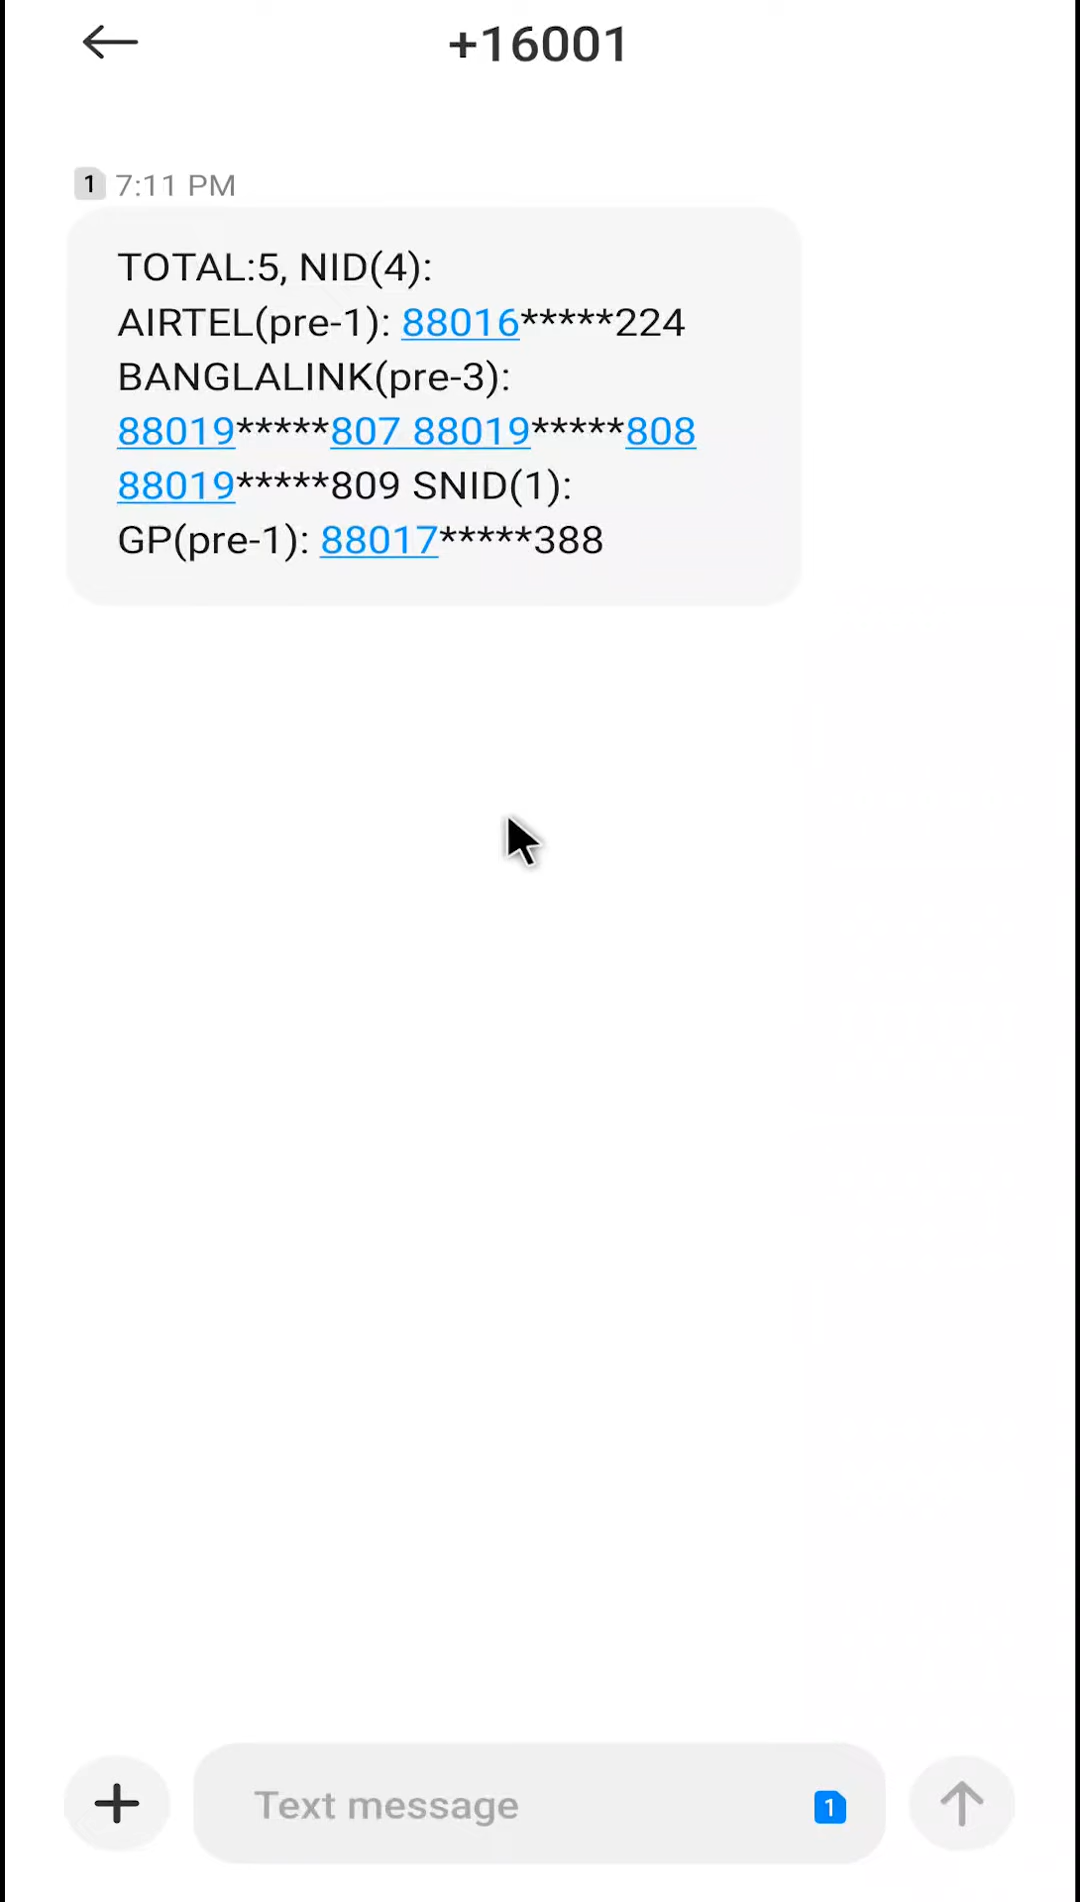 +16001
1 7:11 PM
TOTAL:5, NID(4):
AIRTEL(pre-1): 88016*****224
BANGLALINK(pre-3):
88019*****807 88019*****808
88019*****809 SNID(1):
GP(pre-1): 88017*****388
Text message 1